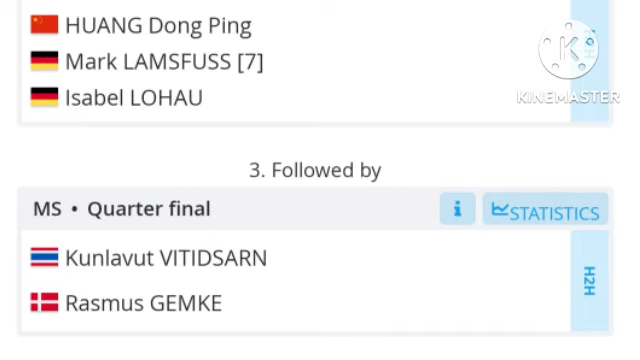 HUANG Dong Ping
Mark LAMSFUSS [7]
Isabel LOHAU
K
KINEMASTER
3. Followed by
MS • Quarter final
i
STATISTICS
Kunlavut VITIDSARN
Rasmus GEMKE
H2H